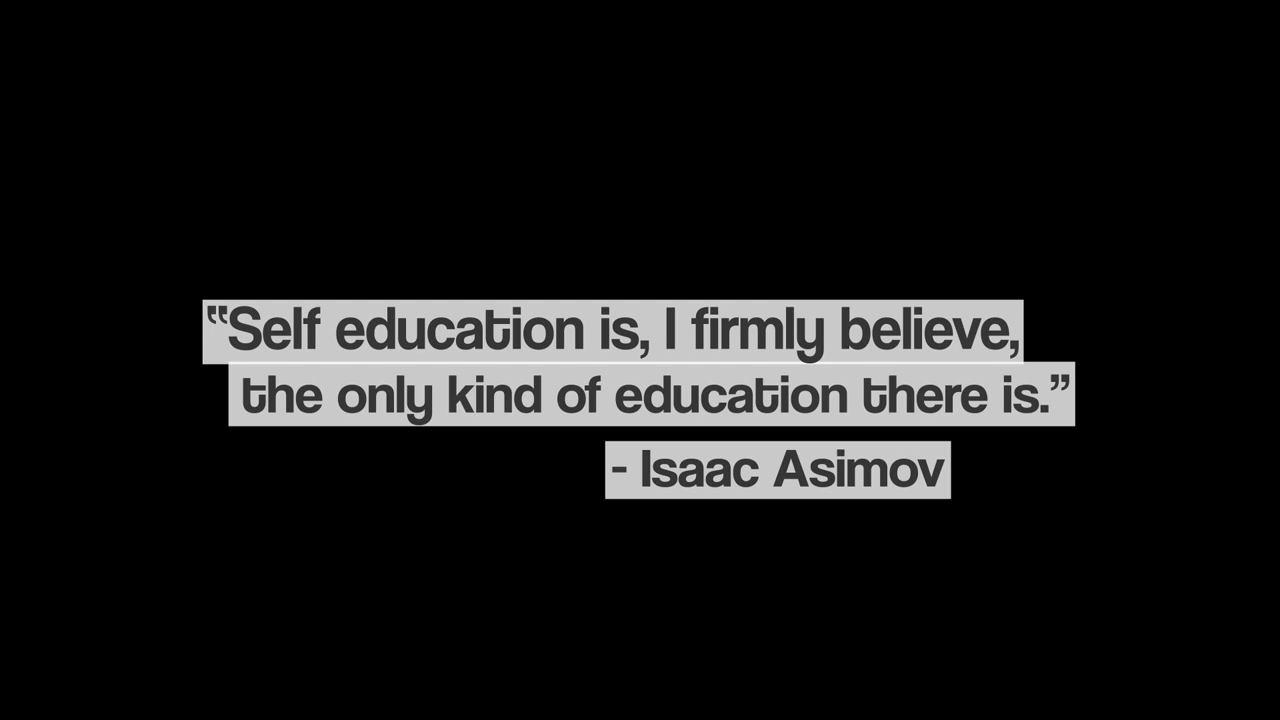 “Self education is, I firmly believe,
the only kind of education there is.”
- Isaac Asimov